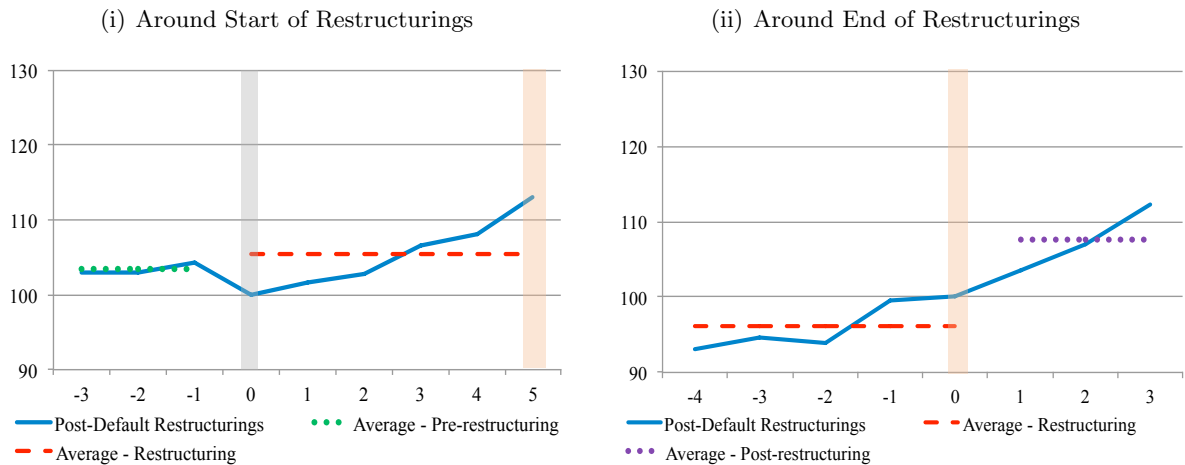 (i) Around Start of Restructurings
130
120
110
100
90
-3 -2 -1 0 1 2 3 4 5
Post-Default Restructurings
Average - Pre-restructuring
Average - Restructuring
(ii) Around End of Restructurings
130
120
110
100
90
-4 -3 -2 -1 0 1 2 3
Post-Default Restructurings
Average - Restructuring
Average - Post-restructuring